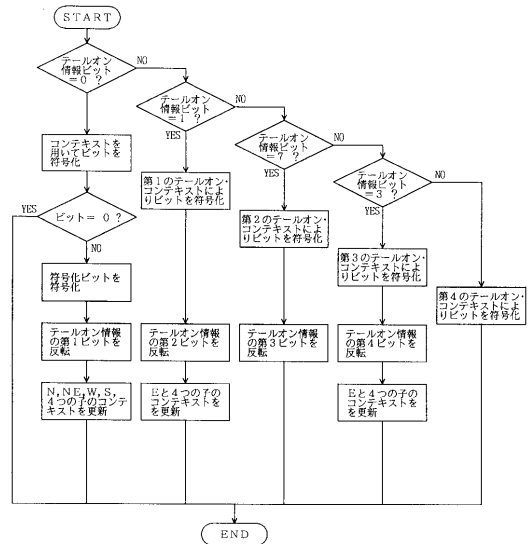 START
テールオン
情報ビット
=0 ?
NO
コンテキストを
用いてビットを
符号化
YES
ビット= 0?
NO
符号化ビットを
符号化
テールオン情報
の第1ビットを
反転
N,NE,W,S,
4つの子のコンテ
キストを更新
テールオン
情報ビット
=1 ?
NO
YES
第1のテールオン・
コンテキストによ
りビットを符号化
テールオン情報
の第2ビットを
反転
Eと4つの子の
コンテキストを
を更新
テールオン
情報ビット
=7 ?
NO
YES
第2のテールオン・
コンテキストによ
りビットを符号化
テールオン情報
の第3ビットを
反転
テールオン
情報ビット
=3 ?
NO
YES
第3のテールオン・
コンテキストによ
りビットを符号化
テールオン情報
の第4ビットを
反転
Eと4つの子の
コンテキストを
を更新
第4のテールオン・
コンテキストによ
りビットを符号化
END